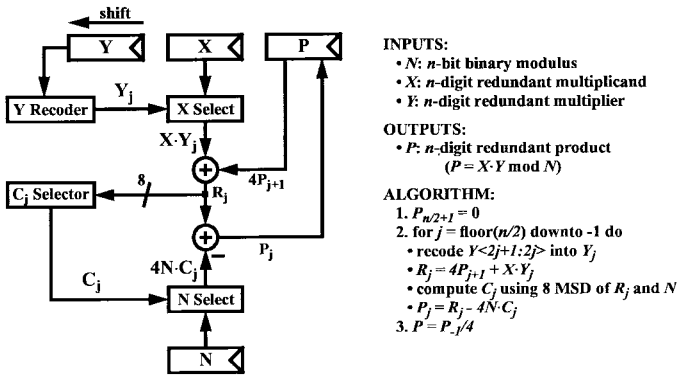 shift
Y
X
P
Y Recoder
Yj
X Select
X·Yj
4Pj+1
Cj Selector
8
Rj
Pj
4N·Cj
Cj
N Select
N
INPUTS:
• N: n-bit binary modulus
• X: n-digit redundant multiplicand
• Y: n-digit redundant multiplier
OUTPUTS:
• P: n-digit redundant product
(P = X·Y mod N)
ALGORITHM:
1. Pn/2+1 = 0
2. for j = floor(n/2) downto -1 do
• recode Y<2j+1:2j> into Yj
• Rj = 4Pj+1 + X·Yj
• compute Cj using 8 MSD of Rj and N
• Pj = Rj - 4N·Cj
3. P = P-1/4